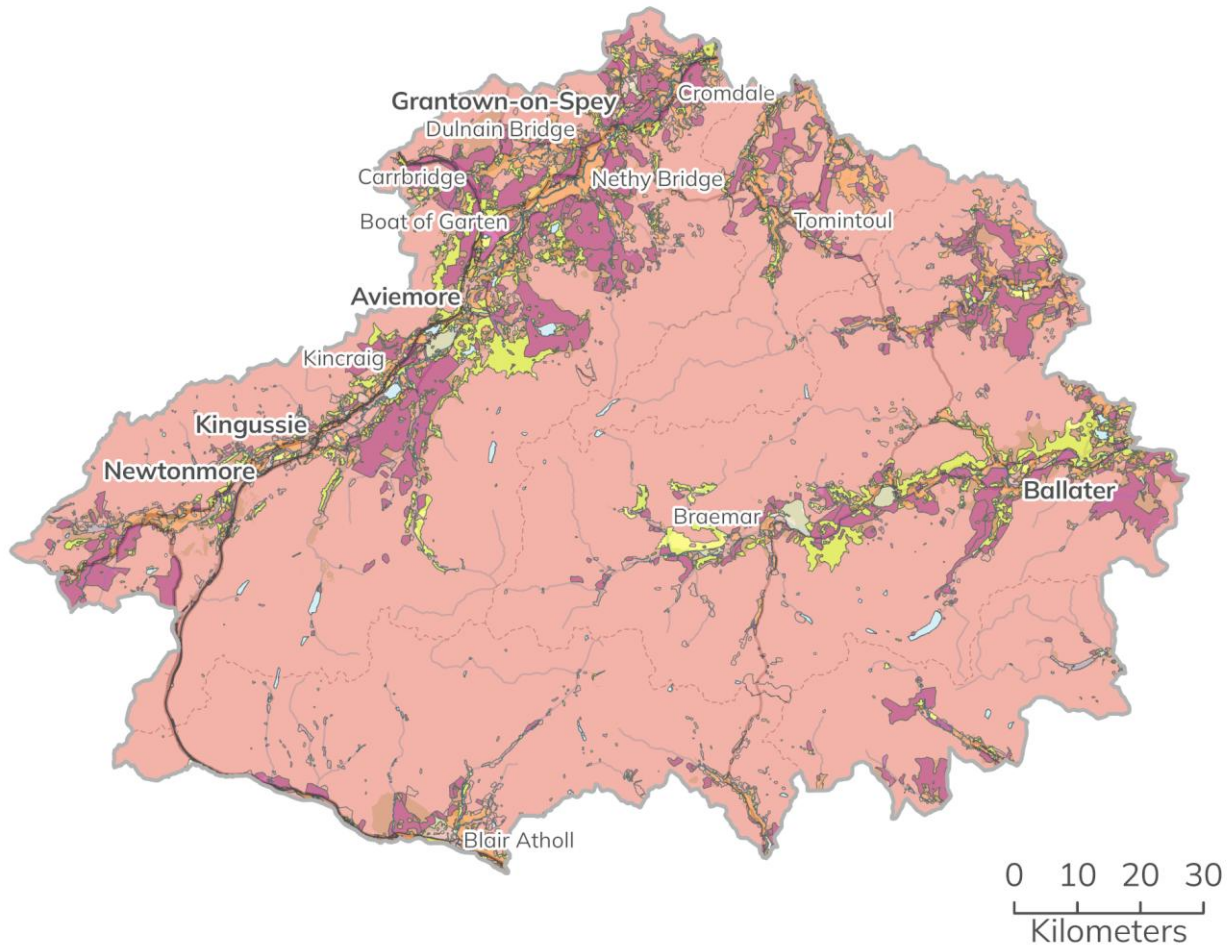 Cromdale
Grantown-on-Spey
Dulnain Bridge
Carrbridge
Nethy Bridge
Boat of Garten
Tomintoul
Aviemore
Kincraig
Kingussie
Newtonmore
Ballater
Braemar
Blair Atholl
0 10 20 30
Kilometers